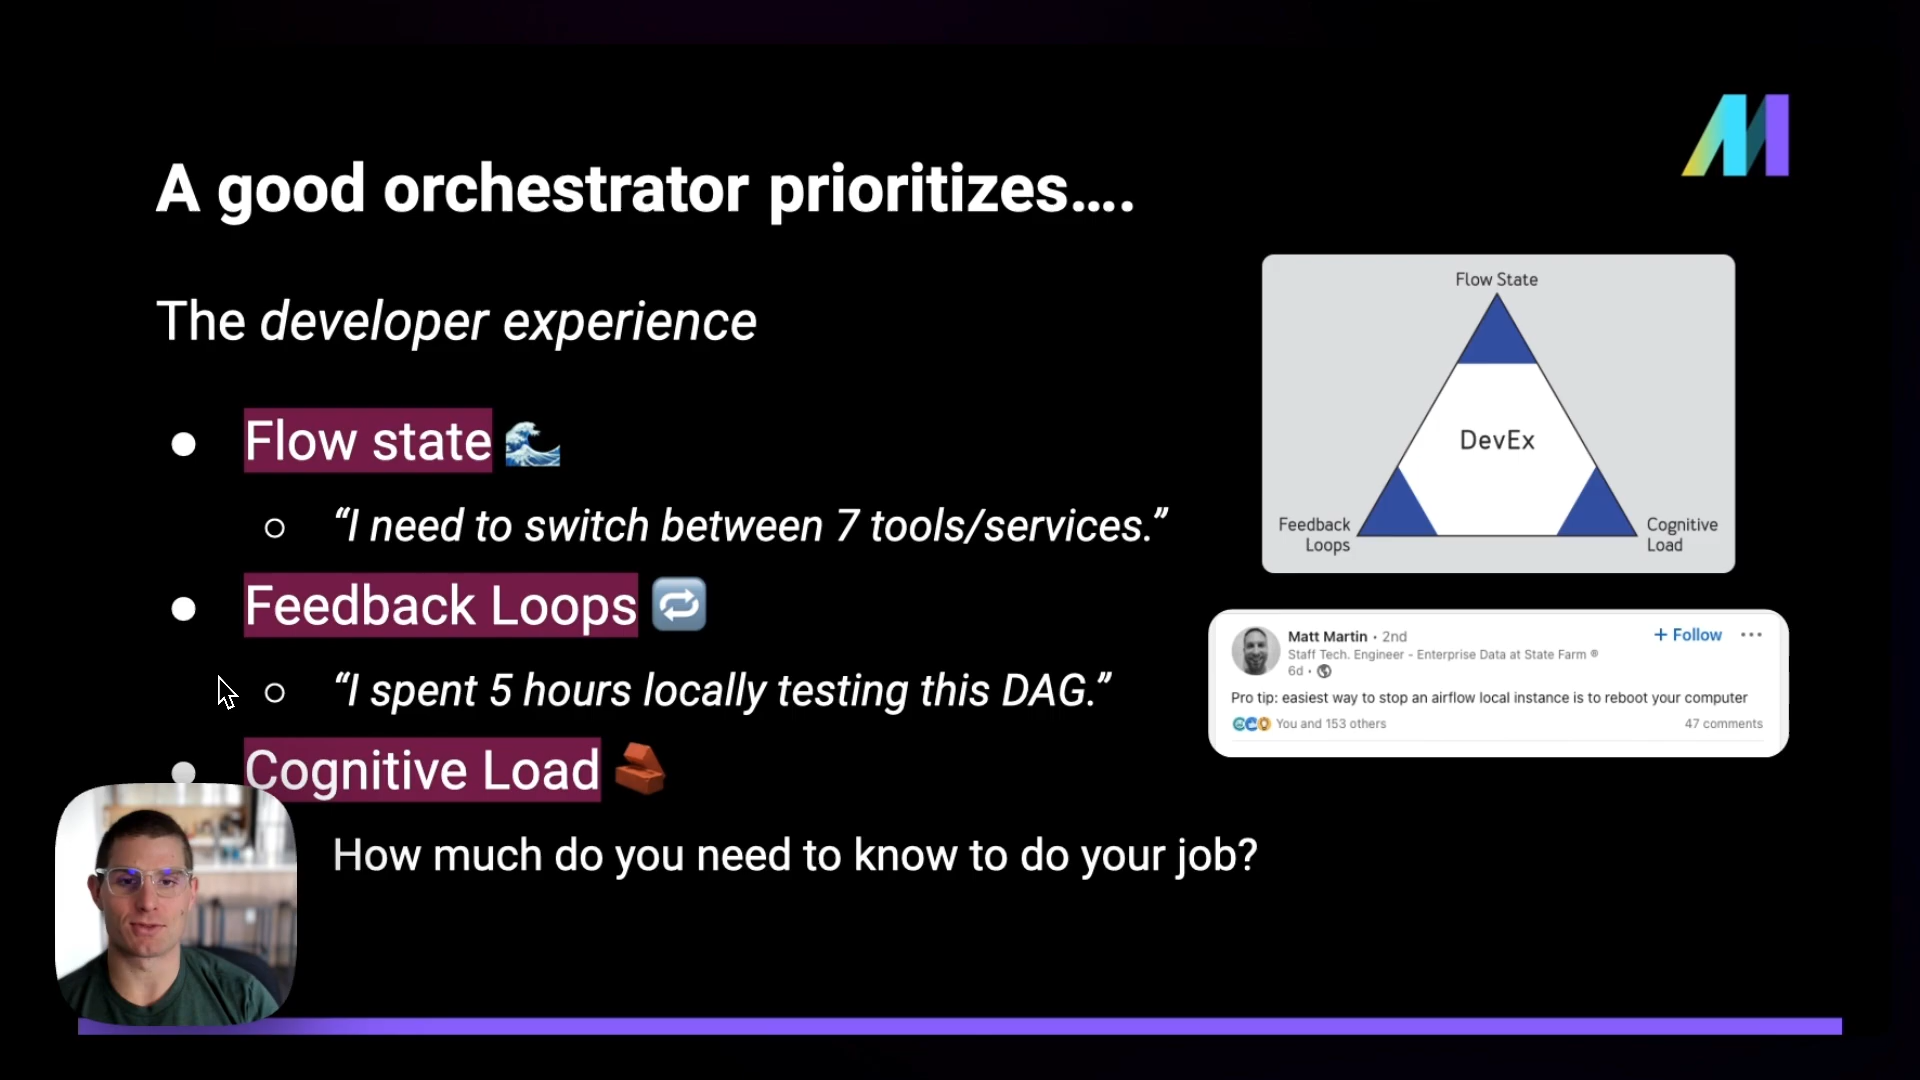 A good orchestrator prioritizes....
The developer experience
Flow state
“I need to switch between 7 tools/services.”
Feedback Loops
“I spent 5 hours locally testing this DAG.”
Cognitive Load
How much do you need to know to do your job?
Flow State
DevEx
Feedback
Loops
Cognitive
Load
Matt Martin • 2nd
+ Follow
Staff Tech. Engineer - Enterprise Data at State Farm ®
6d •
Pro tip: easiest way to stop an airflow local instance is to reboot your computer
You and 153 others
47 comments